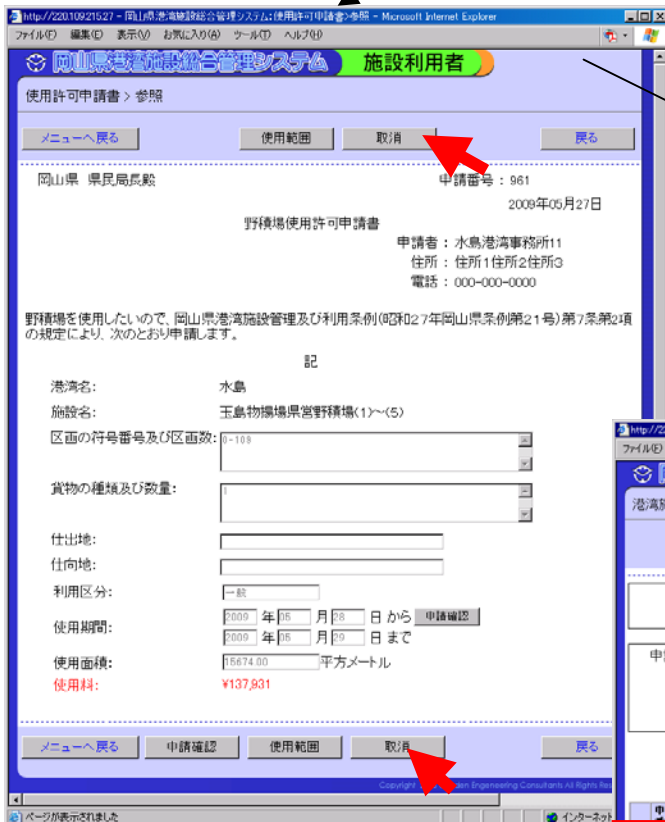 http://220.109.215.27 - 岡山県港湾施設総合管理システム:使用許可申請書>参照 - Microsoft Internet Explorer
ファイル(F) 編集(E) 表示(V) お気に入り(A) ツール(T) ヘルプ(H)
岡山県港湾施設総合管理システム 施設利用者
使用許可申請書 > 参照
メニューへ戻る 使用範囲 取消 戻る
岡山県 県民局長殿 申請番号 : 961
2009年05月27日
野積場使用許可申請書
申請者 : 水島港湾事務所11
住所 : 住所1住所2住所3
電話 : 000-000-0000
野積場を使用したいので、岡山県港湾施設管理及び利用条例(昭和27年岡山県条例第21号)第7条第2項
の規定により、次のとおり申請します。
記
港湾名: 水島
施設名: 玉島物揚場県営野積場(1)~(5)
区画の符号番号及び区画数: 0-109
貨物の種類及び数量: 1
仕出地:
仕向地:
利用区分: 一般
使用期間: 2009 年 05 月 28 日 から 申請確認
2009 年 05 月 29 日 まで
使用面積: 15674.00 平方メートル
使用料: ¥137,931
メニューへ戻る 申請確認 使用範囲 取消 戻る
Copyright
Consultants All Rights Res
ページが表示されました インターネット
http://22
ファイル(F)
港湾施
申